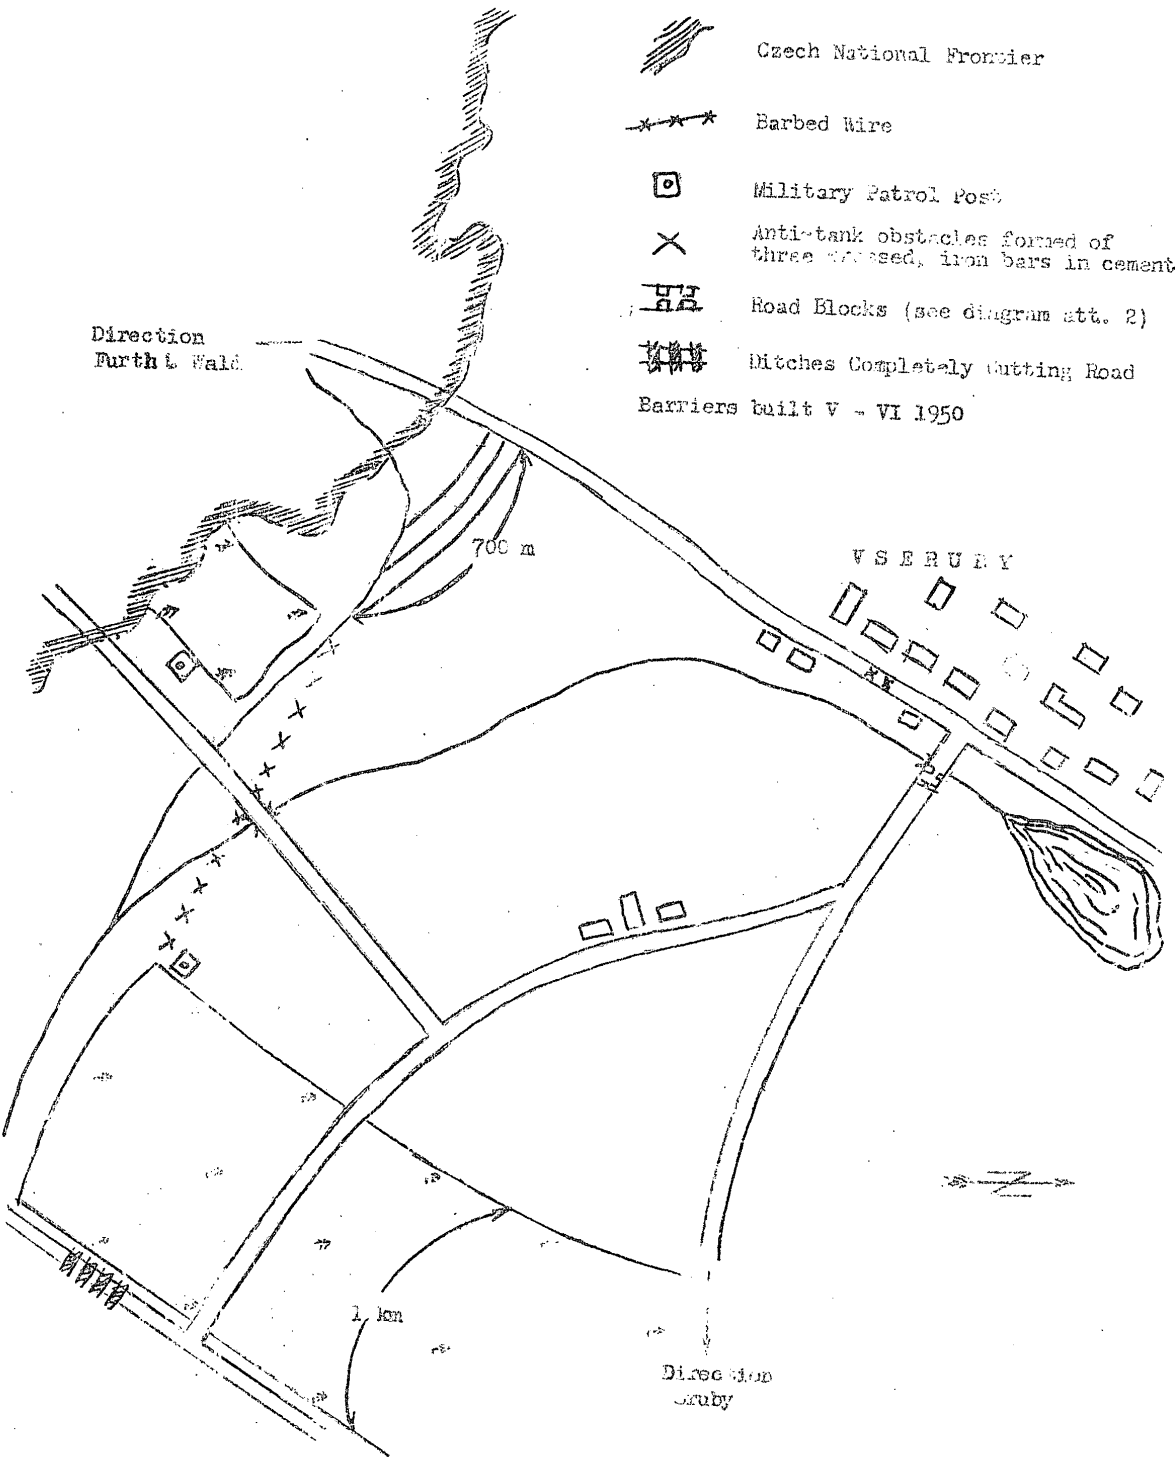 Czech National Frontier
Barbed Wire
Military Patrol Post
Anti-tank obstacles formed of
three iron bars in cement
Road Blocks (see diagram att. 2)
Ditches Completely Cutting Road
Barriers built V - VI 1950
Direction
Furth i. Wald
700 m
VSERUBY
N
1 km
Direction